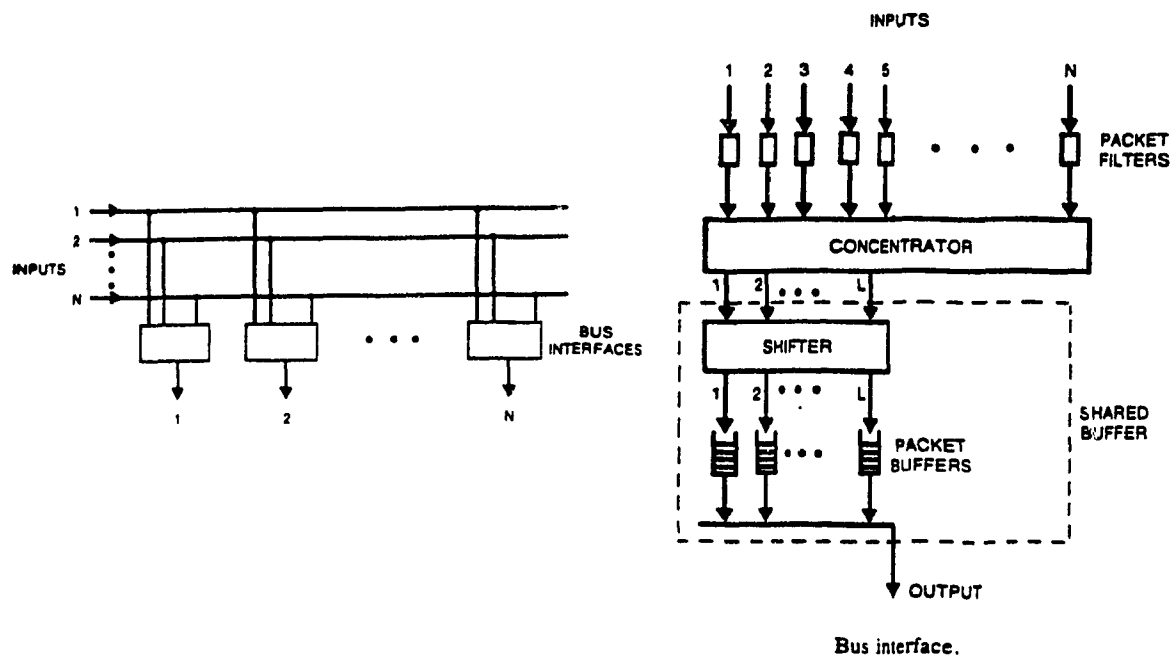 1
2
INPUTS
N
BUS
INTERFACES
1
2
N
INPUTS
1 2 3 4 5 N
PACKET
FILTERS
CONCENTRATOR
1 2 L
SHIFTER
1 2 L
SHARED
BUFFER
PACKET
BUFFERS
OUTPUT
Bus interface.